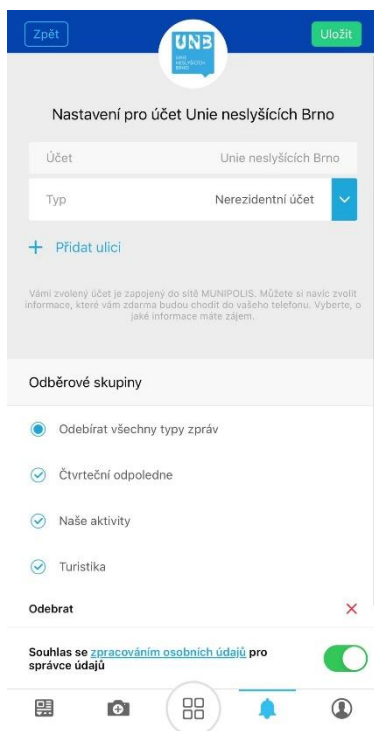 Zpět
UNB
UNIE
NESLYŠÍCÍCH
BRNO
Uložit
Nastavení pro účet Unie neslyšících Brno
Účet Unie neslyšících Brno
Typ Nerezidentní účet
+ Přidat ulici
Vámi zvolený účet je zapojený do sítě MUNIPOLIS. Můžete si navíc zvolit
informace, které vám zdarma budou chodit do vašeho telefonu. Vyberte, o
jaké informace máte zájem.
Odběrové skupiny
Odebírat všechny typy zpráv
Čtvrteční odpoledne
Naše aktivity
Turistika
Odebrat
Souhlas se zpracováním osobních údajů pro
správce údajů